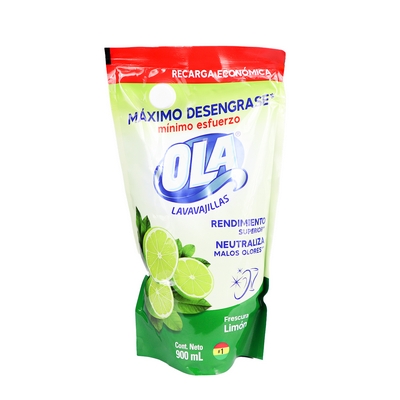 RECARGA ECONÓMICA
MÁXIMO DESENGRASE*
mínimo esfuerzo
OLA
LAVAVAJILLAS
RENDIMIENTO
SUPERIOR*
NEUTRALIZA
MALOS OLORES*
Frescura
Limón
Cont. Neto
900 mL
#1